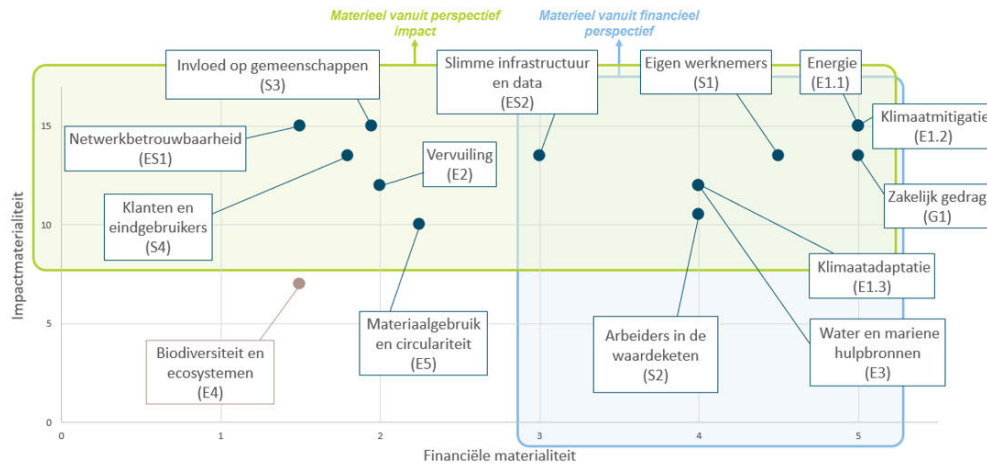 Materieel vanuit perspectief
impact
Materieel vanuit financieel
perspectief
Invloed op gemeenschappen
(S3)
Slimme infrastructuur
en data
(ES2)
Eigen werknemers
(S1)
Energie
(E1.1)
Klimaatmitigatie
(E1.2)
Netwerkbetrouwbaarheid
(ES1)
Vervuiling
(E2)
Klanten en
eindgebruikers
(S4)
Zakelijk gedrag
(G1)
Klimaatadaptatie
(E1.3)
Materiaalgebruik
en circulariteit
(E5)
Arbeiders in de
waardeketen
(S2)
Water en mariene
hulpbronnen
(E3)
Biodiversiteit en
ecosystemen
(E4)
Impactmaterialiteit
15
10
5
0
0 1 2 3 4 5
Financiële materialiteit